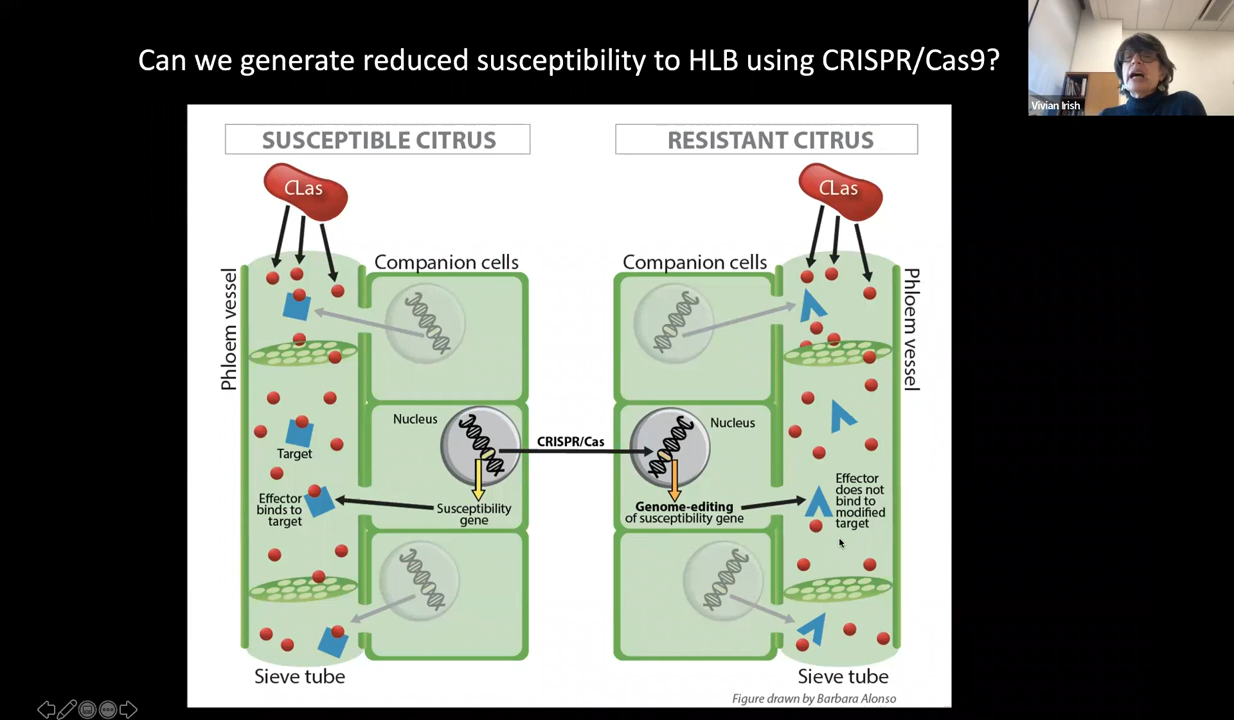 Can we generate reduced susceptibility to HLB using CRISPR/Cas9?
Vivian Irish
SUSCEPTIBLE CITRUS
CLas
Companion cells
Phloem vessel
Nucleus
Target
Effector
binds to
target
Susceptibility
gene
Sieve tube
CRISPR/Cas
RESISTANT CITRUS
CLas
Companion cells
Phloem vessel
Nucleus
Genome-editing
of susceptibility gene
Effector
does not
bind to
modified
target
Sieve tube
Figure drawn by Barbara Alonso